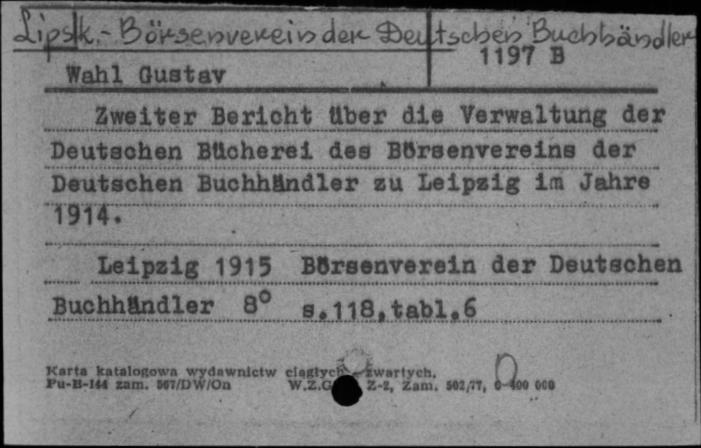 Lipsk.- Börsenverein der Deutschen Buchhändler
1197 B
Wahl Gustav
Zweiter Bericht über die Verwaltung der
Deutschen Bücherei des Börsenvereins der
Deutschen Buchhändler zu Leipzig im Jahre
1914.
Leipzig 1915 Börsenverein der Deutschen
Buchhändler 8° s.118,tabl.6
Karta katalogowa wydawnictw ciągłych zwartych.
Pu-B-144 zam. 567/DW/On W.Z.G. Z-2, Zam. 502/77, 000